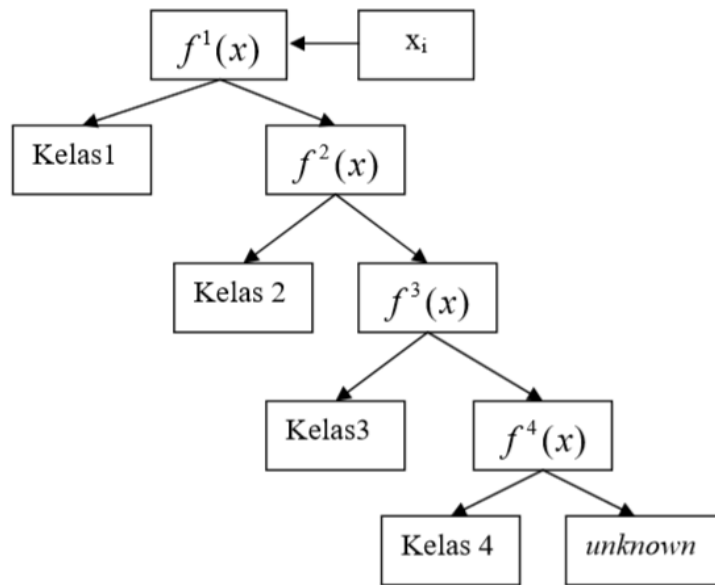 f¹(x)
xᵢ
Kelas1
f²(x)
Kelas 2
f³(x)
Kelas3
f⁴(x)
Kelas 4
unknown